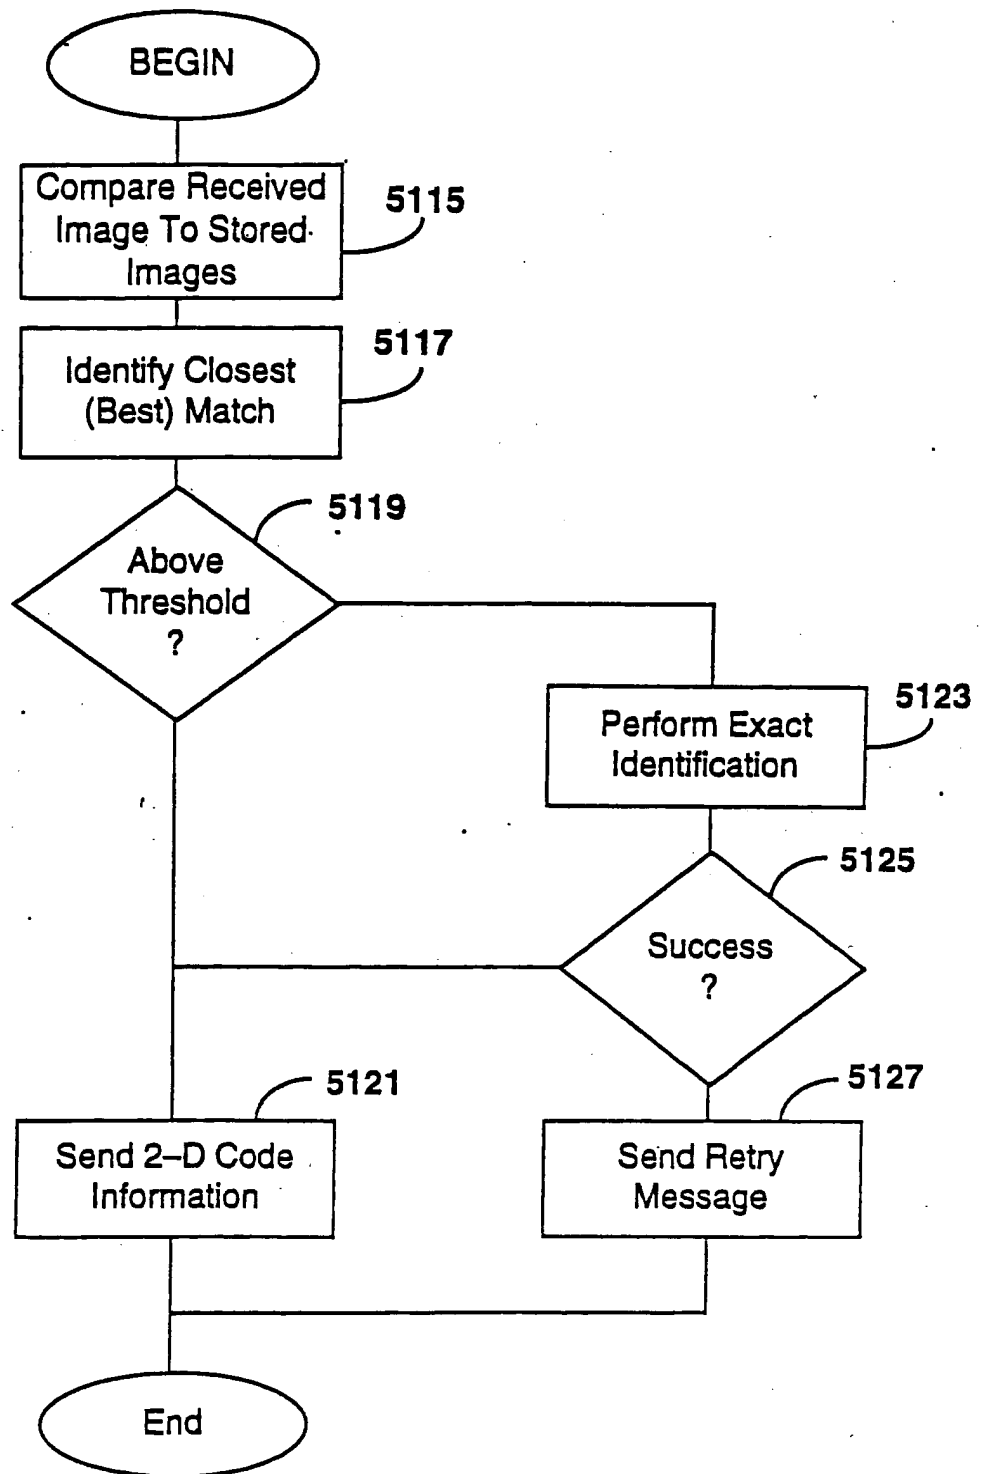 BEGIN
Compare Received
Image To Stored
Images
5115
Identify Closest
(Best) Match
5117
Above
Threshold
?
5119
Perform Exact
Identification
5123
Success
?
5125
Send 2-D Code
Information
5121
Send Retry
Message
5127
End